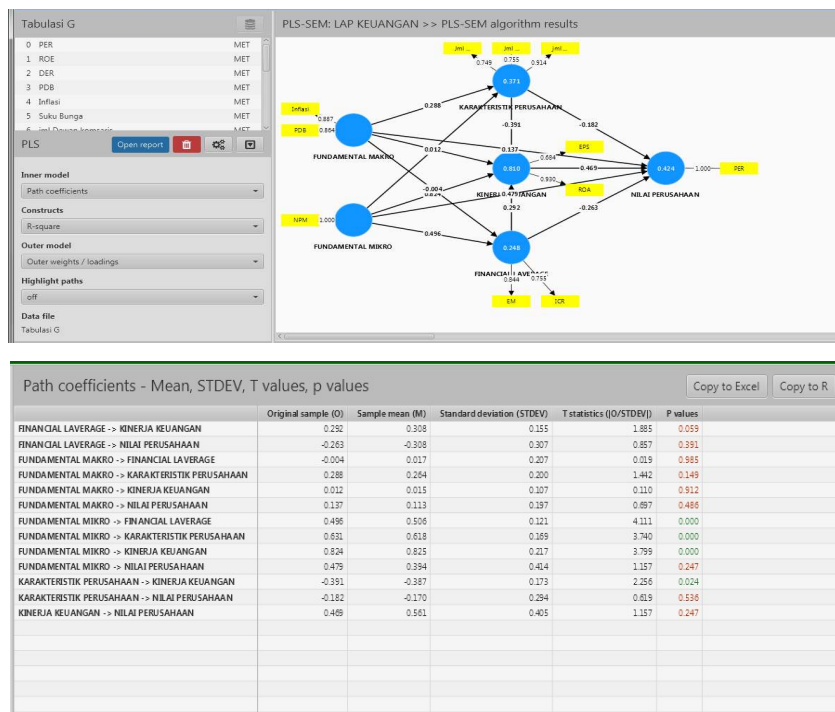 Tabulasi G
0 PER MET
1 ROE MET
2 DER MET
3 PDB MET
4 Inflasi MET
5 Suku Bunga MET
PLS Open report
Inner model
Path coefficients
Constructs
R-square
Outer model
Outer weights / loadings
Highlight paths
off
Data file
Tabulasi G
PLS-SEM: LAP KEUANGAN >> PLS-SEM algorithm results
Jml ... Jml ... Jml ...
0.749 0.755 0.914
0.371
KARAKTERISTIK PERUSAHAAN
Inflasi 0.887
PDB 0.864
FUNDAMENTAL MAKRO
0.288
-0.391
-0.182
0.012
0.137
EPS
0.684
0.810
0.469
0.424
1.000
PER
0.930
ROA
-0.004
0.479
NILAI PERUSAHAAN
NPM 1.000
0.292
-0.263
FUNDAMENTAL MIKRO
0.496
0.248
0.844 0.755
EM ICR
Path coefficients - Mean, STDEV, T values, p values
Copy to Excel Copy to R
Original sample (O) Sample mean (M) Standard deviation (STDEV) T statistics (|O/STDEV|) P values
FINANCIAL LAVERAGE -> KINERJA KEUANGAN 0.292 0.308 0.155 1.885 0.059
FINANCIAL LAVERAGE -> NILAI PERUSAHAAN -0.263 -0.308 0.307 0.857 0.391
FUNDAMENTAL MAKRO -> FINANCIAL LAVERAGE -0.004 0.017 0.207 0.019 0.985
FUNDAMENTAL MAKRO -> KARAKTERISTIK PERUSAHAAN 0.288 0.264 0.200 1.442 0.149
FUNDAMENTAL MAKRO -> KINERJA KEUANGAN 0.012 0.015 0.107 0.110 0.912
FUNDAMENTAL MAKRO -> NILAI PERUSAHAAN 0.137 0.113 0.197 0.697 0.486
FUNDAMENTAL MIKRO -> FINANCIAL LAVERAGE 0.496 0.506 0.121 4.111 0.000
FUNDAMENTAL MIKRO -> KARAKTERISTIK PERUSAHAAN 0.631 0.618 0.169 3.740 0.000
FUNDAMENTAL MIKRO -> KINERJA KEUANGAN 0.824 0.825 0.217 3.799 0.000
FUNDAMENTAL MIKRO -> NILAI PERUSAHAAN 0.479 0.394 0.414 1.157 0.247
KARAKTERISTIK PERUSAHAAN -> KINERJA KEUANGAN -0.391 -0.387 0.173 2.256 0.024
KARAKTERISTIK PERUSAHAAN -> NILAI PERUSAHAAN -0.182 -0.170 0.294 0.619 0.536
KINERJA KEUANGAN -> NILAI PERUSAHAAN 0.469 0.561 0.405 1.157 0.247